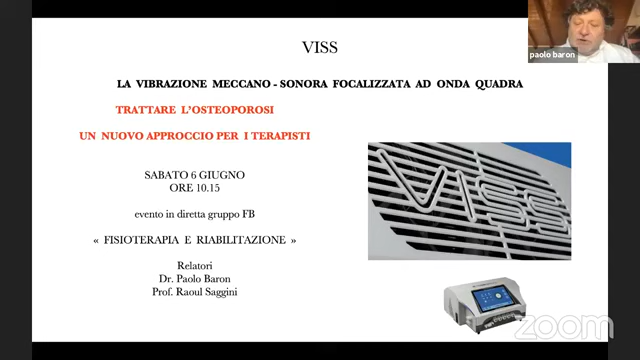 VISS
LA VIBRAZIONE MECCANO - SONORA FOCALIZZATA AD ONDA QUADRA
TRATTARE L'OSTEOPOROSI
UN NUOVO APPROCCIO PER I TERAPISTI
SABATO 6 GIUGNO
ORE 10.15
evento in diretta gruppo FB
« FISIOTERAPIA E RIABILITAZIONE »
Relatori
Dr. Paolo Baron
Prof. Raoul Saggini
paolo baron
VISS
zoom